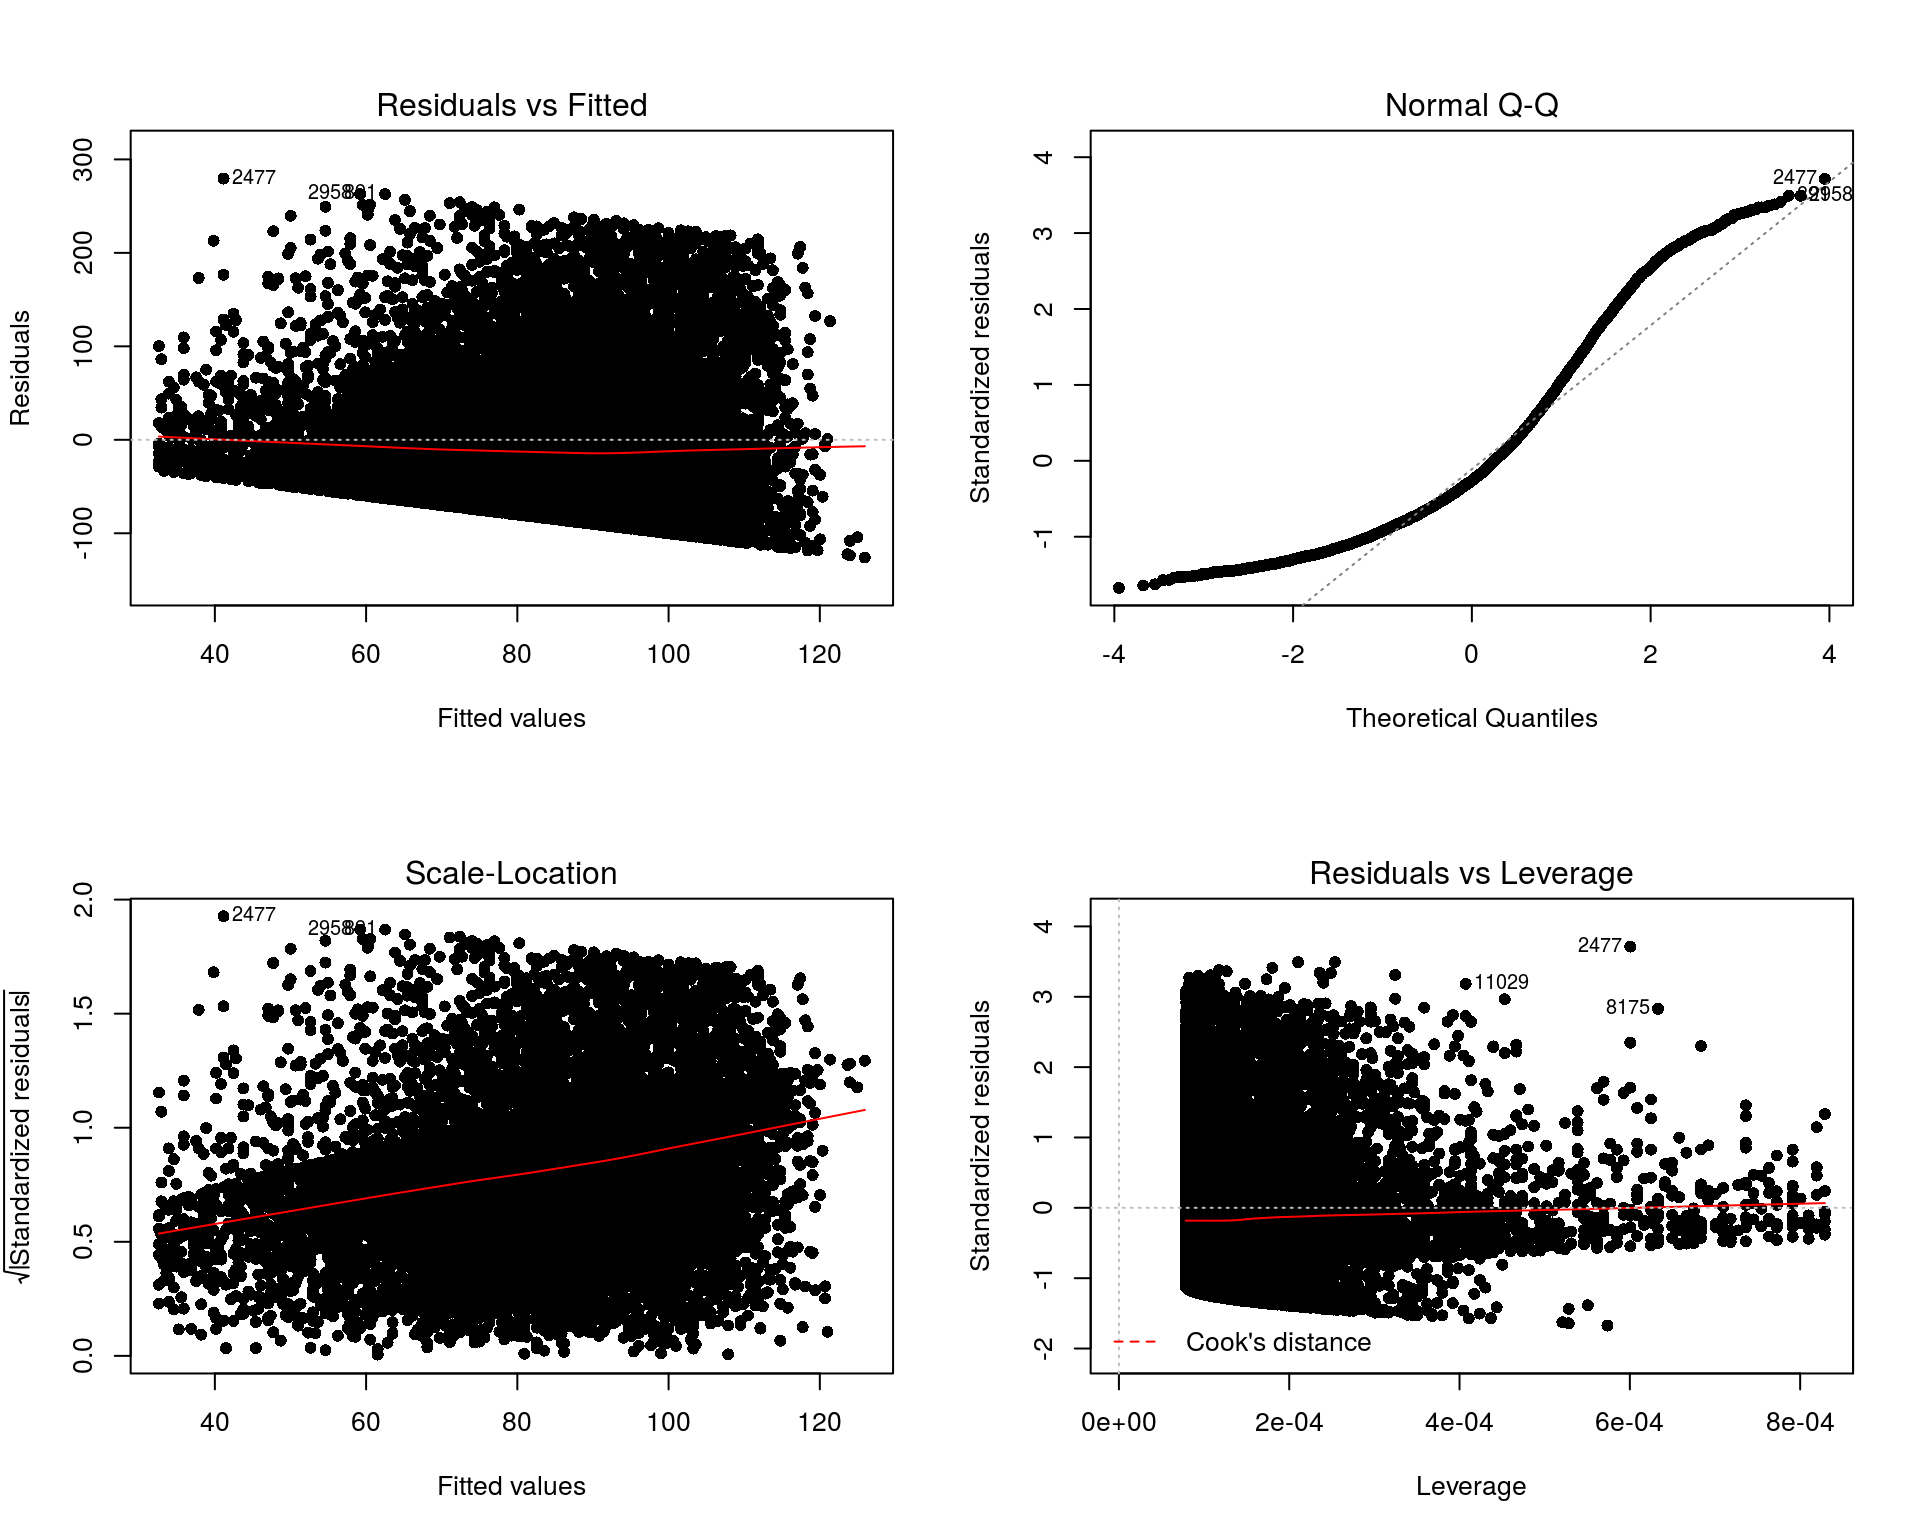 Residuals vs Fitted
300
200
100
0
-100
Residuals
2477
2958
40
60
80
100
120
Fitted values
Normal Q-Q
4
3
2
1
0
-1
Standardized residuals
2477
2958
-4
-2
0
2
4
Theoretical Quantiles
Scale-Location
2.0
1.5
1.0
0.5
0.0
√|Standardized residuals|
2477
2958
40
60
80
100
120
Fitted values
Residuals vs Leverage
4
3
2
1
0
-1
-2
Standardized residuals
2477
11029
8175
Cook's distance
0e+00
2e-04
4e-04
6e-04
8e-04
Leverage